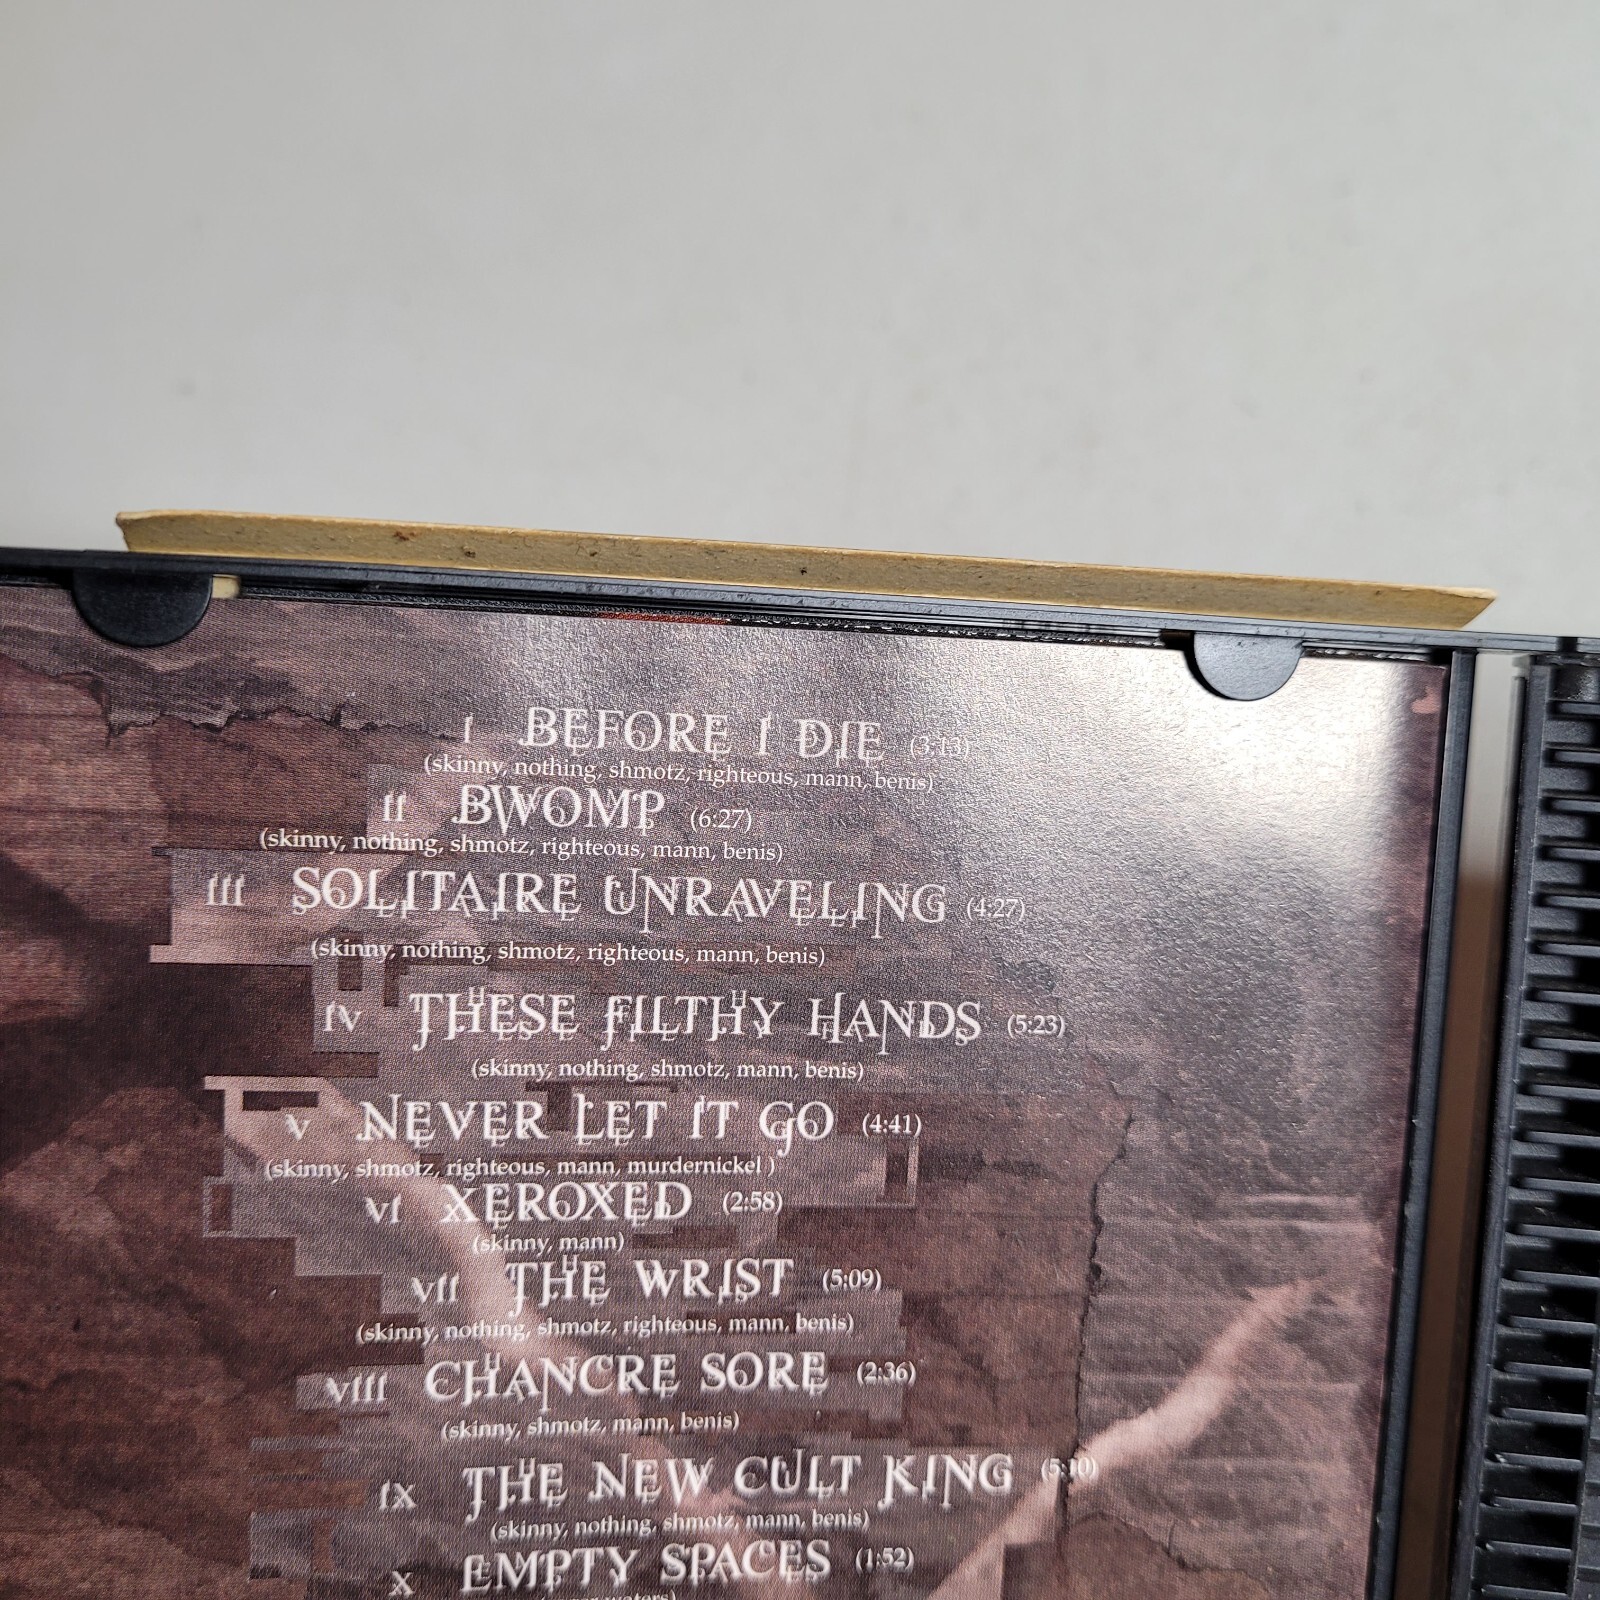 I BEFORE I DIE (3:13)
(skinny, nothing, shmotz, righteous, mann, benis)
II BWOMP (6:27)
(skinny, nothing, shmotz, righteous, mann, benis)
III SOLITAIRE UNRAVELING (4:27)
(skinny, nothing, shmotz, righteous, mann, benis)
IV THESE FILTHY HANDS (5:23)
(skinny, nothing, shmotz, mann, benis)
V NEVER LET IT GO (4:41)
(skinny, shmotz, righteous, mann, murdernickel )
VI XEROXED (2:58)
(skinny, mann)
VII THE WRIST (5:09)
(skinny, nothing, shmotz, righteous, mann, benis)
VIII CHANCRE SORE (2:36)
(skinny, shmotz, mann, benis)
IX THE NEW CULT KING
(skinny, nothing, shmotz, mann, benis)
X EMPTY SPACES (1:52)
waters)